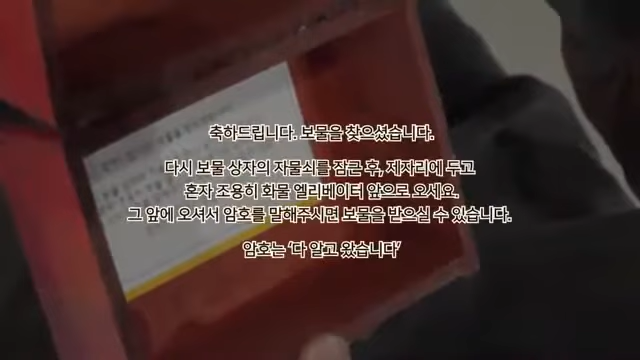 축하드립니다. 보물을 찾으셨습니다.
다시 보물 상자의 자물쇠를 잠근 후, 제자리에 두고
혼자 조용히 화물 엘리베이터 앞으로 오세요.
그 앞에 오셔서 암호를 말해주시면 보물을 받으실 수 있습니다.
암호는 ‘다 알고 왔습니다’